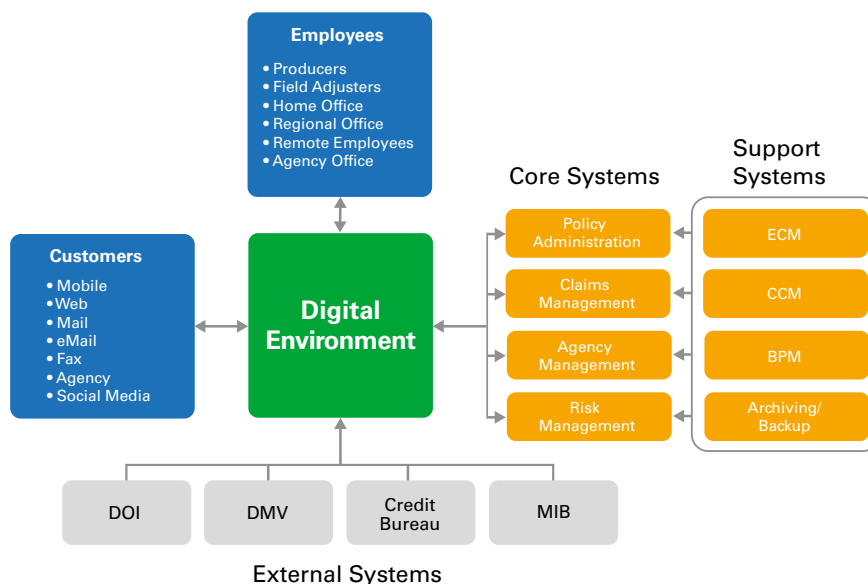 Employees
• Producers
• Field Adjusters
• Home Office
• Regional Office
• Remote Employees
• Agency Office
Customers
• Mobile
• Web
• Mail
• eMail
• Fax
• Agency
• Social Media
Digital
Environment
Core Systems
Policy
Administration
Claims
Management
Agency
Management
Risk
Management
Support
Systems
ECM
CCM
BPM
Archiving/
Backup
DOI
DMV
Credit
Bureau
MIB
External Systems